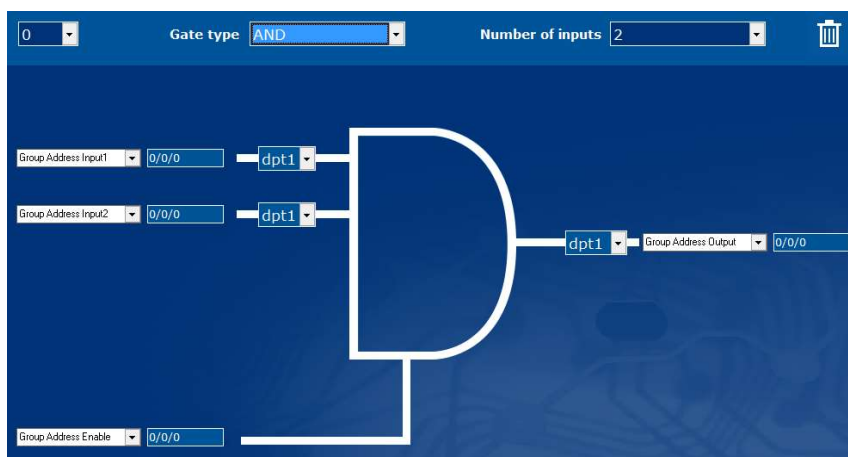 0 Gate type AND Number of inputs 2
Group Address Input1 0/0/0 dpt1
Group Address Input2 0/0/0 dpt1
dpt1 Group Address Output 0/0/0
Group Address Enable 0/0/0